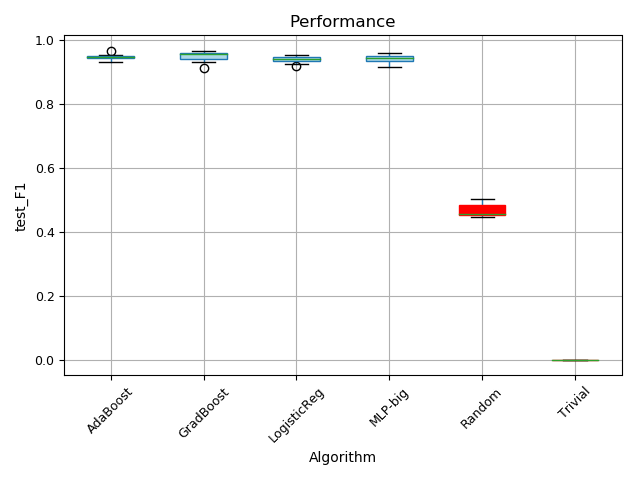 Performance
1.0
0.8
0.6
0.4
0.2
0.0
test_F1
AdaBoost
GradBoost
LogisticReg
MLP-big
Random
Trivial
Algorithm